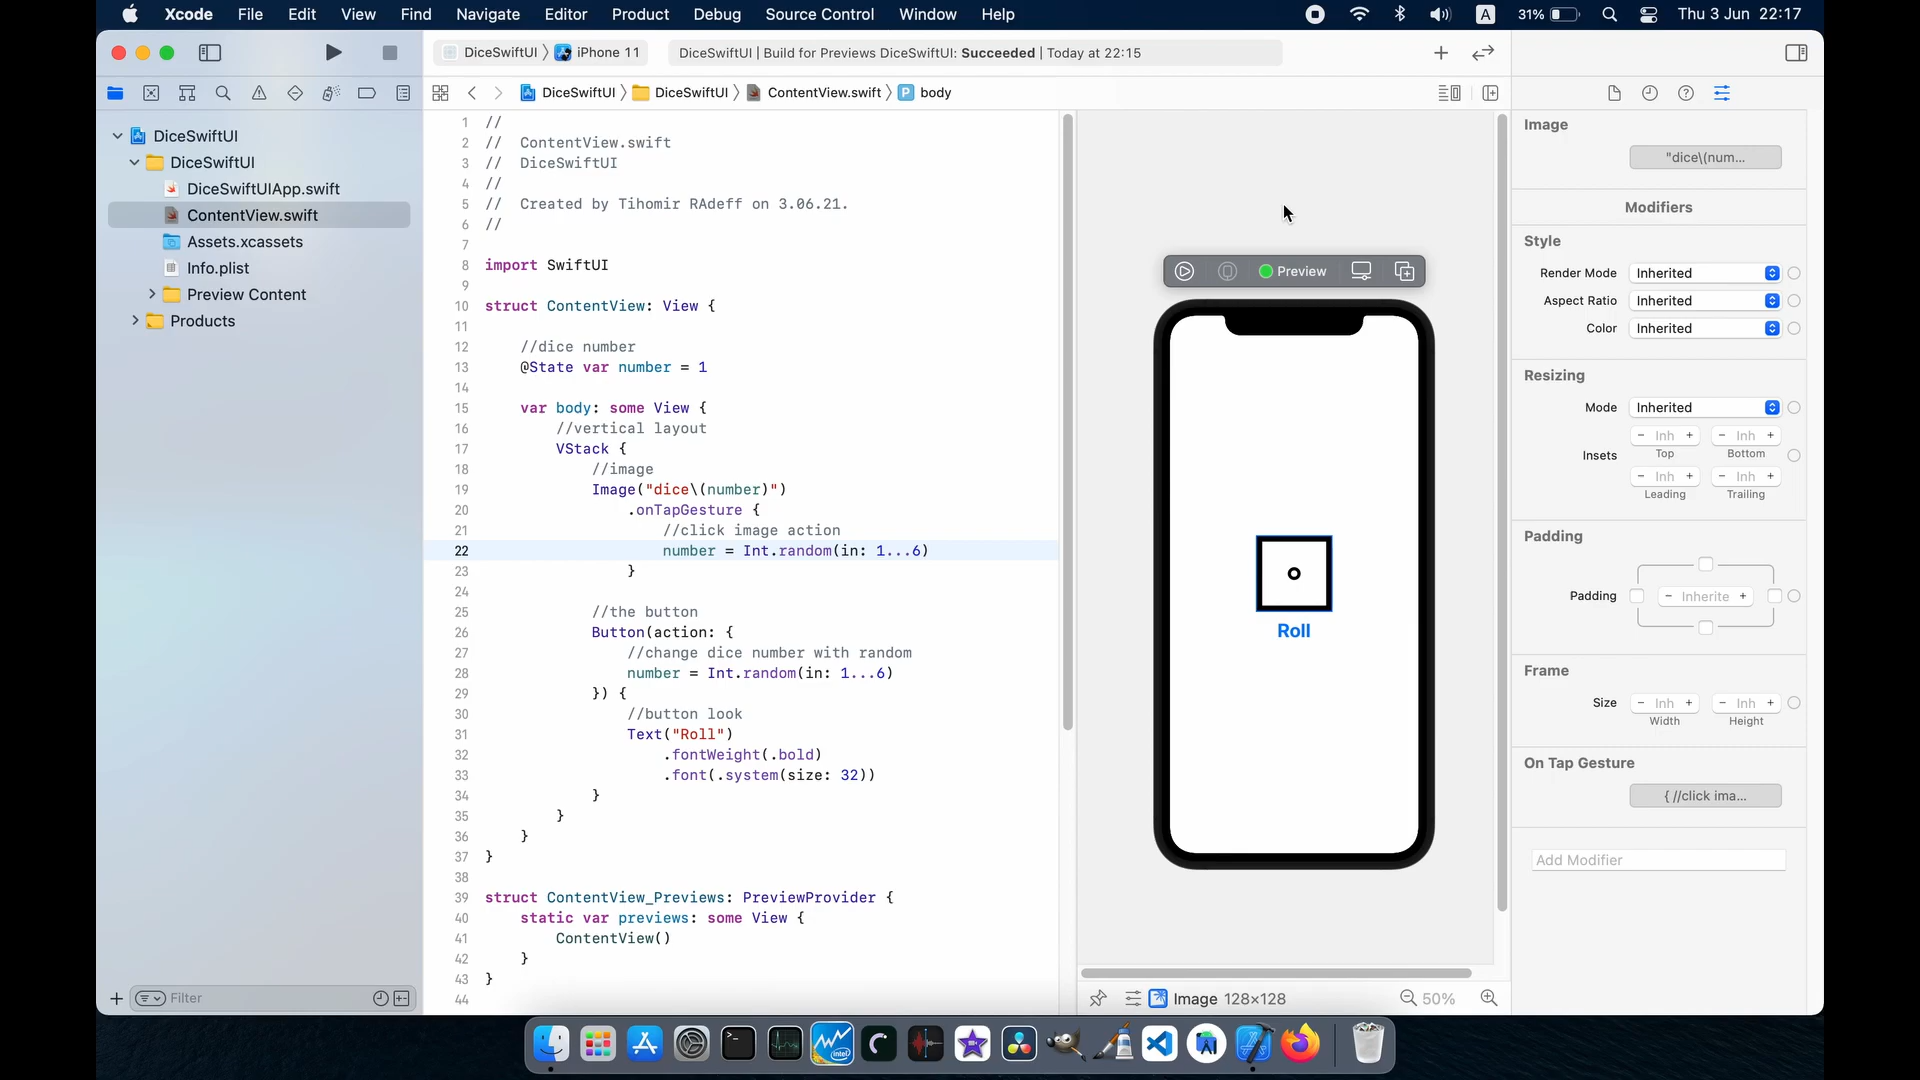 Xcode File Edit View Find Navigate Editor Product Debug Source Control Window Help A 31% Thu 3 Jun 22:17
DiceSwiftUI iPhone 11 DiceSwiftUI | Build for Previews DiceSwiftUI: Succeeded | Today at 22:15
DiceSwiftUI DiceSwiftUI ContentView.swift P body
DiceSwiftUI
DiceSwiftUI
DiceSwiftUIApp.swift
ContentView.swift
Assets.xcassets
Info.plist
Preview Content
Products
Filter
1 //
2 // ContentView.swift
3 // DiceSwiftUI
4 //
5 // Created by Tihomir RAdeff on 3.06.21.
6 //
7
8 import SwiftUI
9
10 struct ContentView: View {
11
12 //dice number
13 @State var number = 1
14
15 var body: some View {
16 //vertical layout
17 VStack {
18 //image
19 Image("dice\(number)")
20 .onTapGesture {
21 //click image action
22 number = Int.random(in: 1...6)
23 }
24
25 //the button
26 Button(action: {
27 //change dice number with random
28 number = Int.random(in: 1...6)
29 }) {
30 //button look
31 Text("Roll")
32 .fontWeight(.bold)
33 .font(.system(size: 32))
34 }
35 }
36 }
37 }
38
39 struct ContentView_Previews: PreviewProvider {
40 static var previews: some View {
41 ContentView()
42 }
43 }
44
Preview
Roll
Image 128×128 50%
Image
"dice\(num...
Modifiers
Style
Render Mode Inherited
Aspect Ratio Inherited
Color Inherited
Resizing
Mode Inherited
- Inh + - Inh +
Insets Top Bottom
- Inh + - Inh +
Leading Trailing
Padding
Padding - Inherite +
Frame
Size - Inh + - Inh +
Width Height
On Tap Gesture
{ //click ima...
Add Modifier
intel